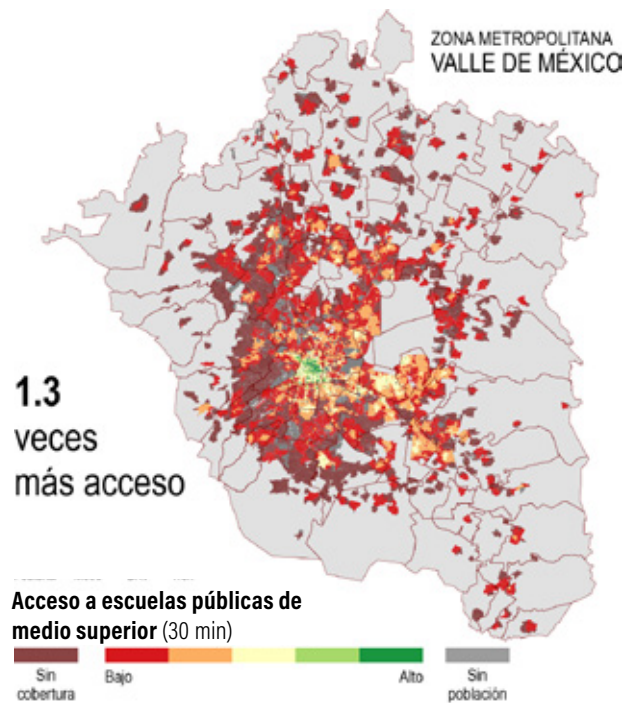 ZONA METROPOLITANA
VALLE DE MÉXICO
1.3
veces
más acceso
Acceso a escuelas públicas de
medio superior (30 min)
Sin
cobertura
Bajo
Alto
Sin
población